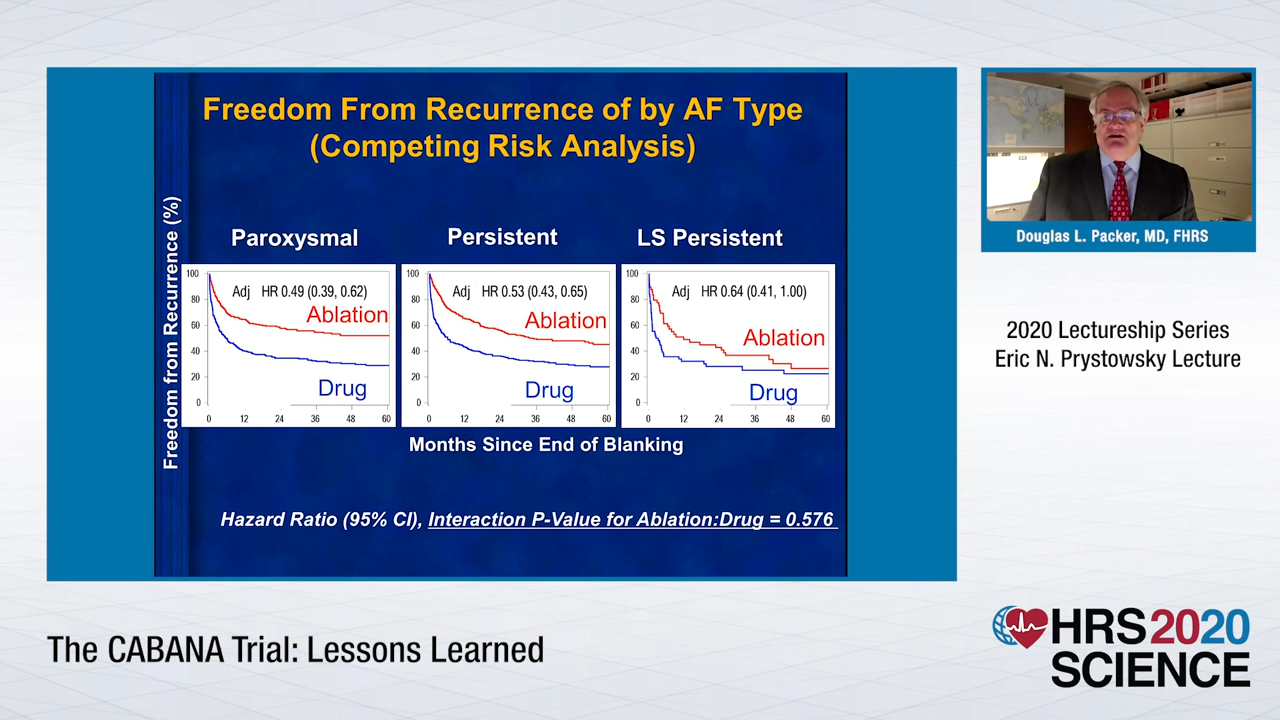 Freedom From Recurrence of by AF Type
(Competing Risk Analysis)
Freedom from Recurrence (%)
Paroxysmal
Persistent
LS Persistent
100
80
60
40
20
0
Adj HR 0.49 (0.39, 0.62)
Ablation
Drug
0 12 24 36 48 60
100
80
60
40
20
0
Adj HR 0.53 (0.43, 0.65)
Ablation
Drug
0 12 24 36 48 60
100
80
60
40
20
0
Adj HR 0.64 (0.41, 1.00)
Ablation
Drug
0 12 24 36 48 60
Months Since End of Blanking
Hazard Ratio (95% CI), Interaction P-Value for Ablation:Drug = 0.576
Douglas L. Packer, MD, FHRS
2020 Lectureship Series
Eric N. Prystowsky Lecture
The CABANA Trial: Lessons Learned
HRS2020
SCIENCE